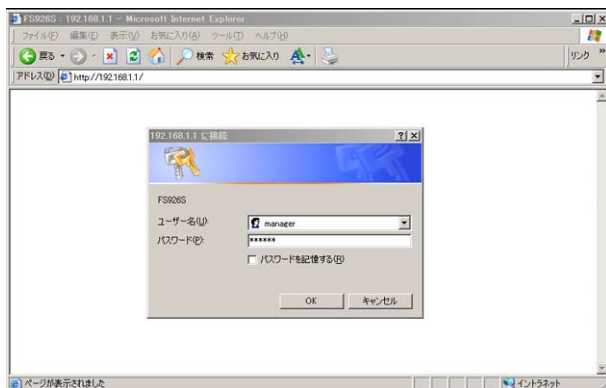 FS926S : 192.168.1.1 - Microsoft Internet Explorer
ファイル(F) 編集(E) 表示(V) お気に入り(A) ツール(T) ヘルプ(H)
戻る 検索 お気に入り リンク »
アドレス(D) http://192.168.1.1/
192.168.1.1 に接続
FS926S
ユーザー名(U): manager
パスワード(P): ******
パスワードを記憶する(R)
OK キャンセル
ページが表示されました イントラネット